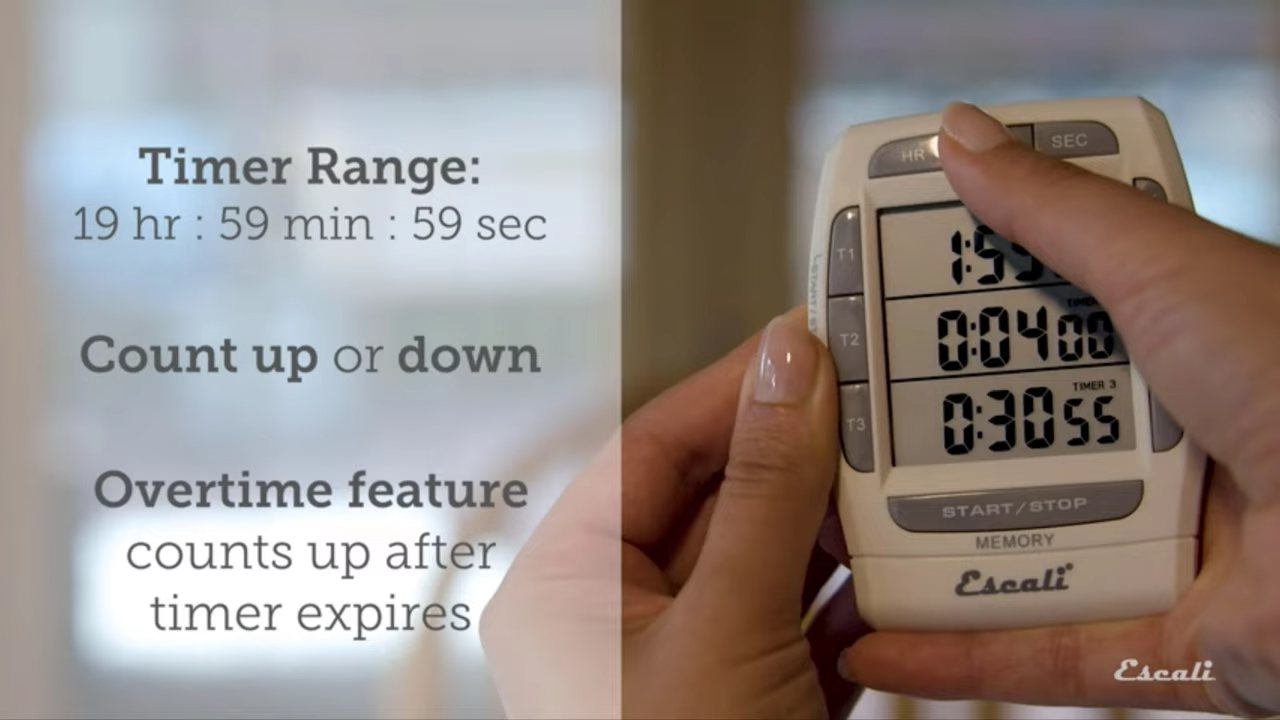 Timer Range:
19 hr : 59 min : 59 sec
Count up or down
Overtime feature
counts up after
timer expires
HR
SEC
T1
T2
0:04 00
TIMER 3
T3
0:30 55
START/STOP
MEMORY
Escali
Escali